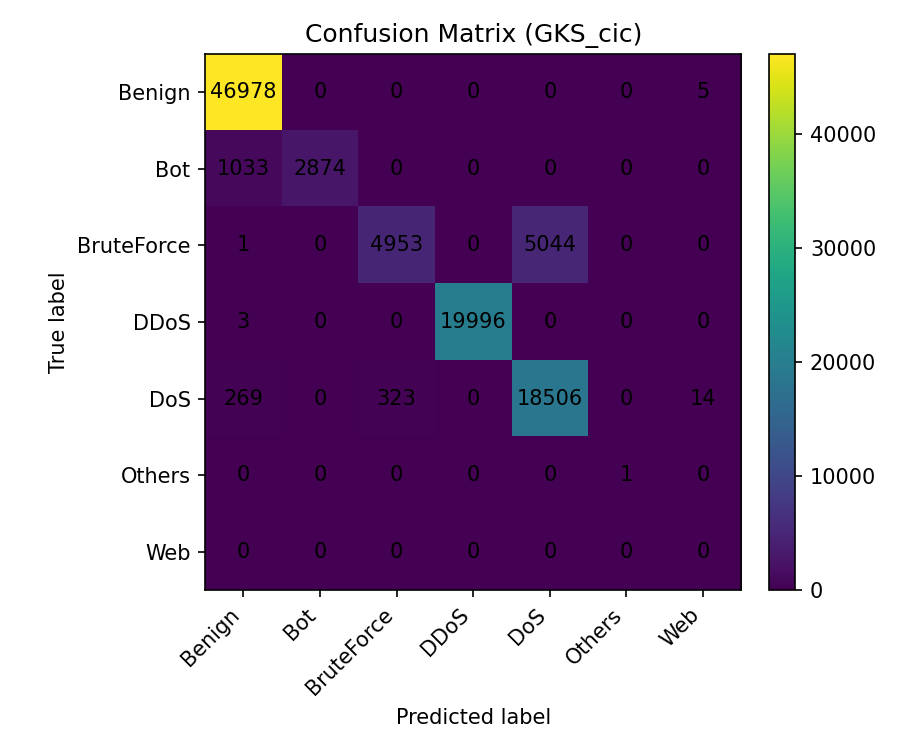 Confusion Matrix (GKS_cic)
Benign 46978 0 0 0 0 0 5
Bot 1033 2874 0 0 0 0 0
BruteForce 1 0 4953 0 5044 0 0
DDoS 3 0 0 19996 0 0 0
DoS 269 0 323 0 18506 0 14
Others 0 0 0 0 0 1 0
Web 0 0 0 0 0 0 0
True label
Benign Bot BruteForce DDoS DoS Others Web
Predicted label
40000
30000
20000
10000
0